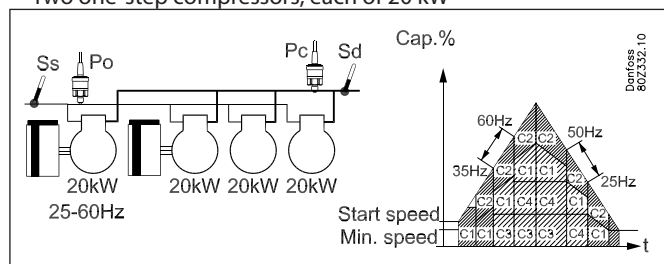 Two one-step compressors, each of 20 kW
Ss
Po
Pc
Sd
20kW
20kW
20kW
20kW
25-60Hz
Cap.%
Danfoss
80Z332.10
60Hz
50Hz
35Hz
25Hz
C2 C2
C2 C1 C1 C2
C2 C1 C4 C4 C1 C2
C1 C1 C3 C3 C3 C4 C1
Start speed
Min. speed
t